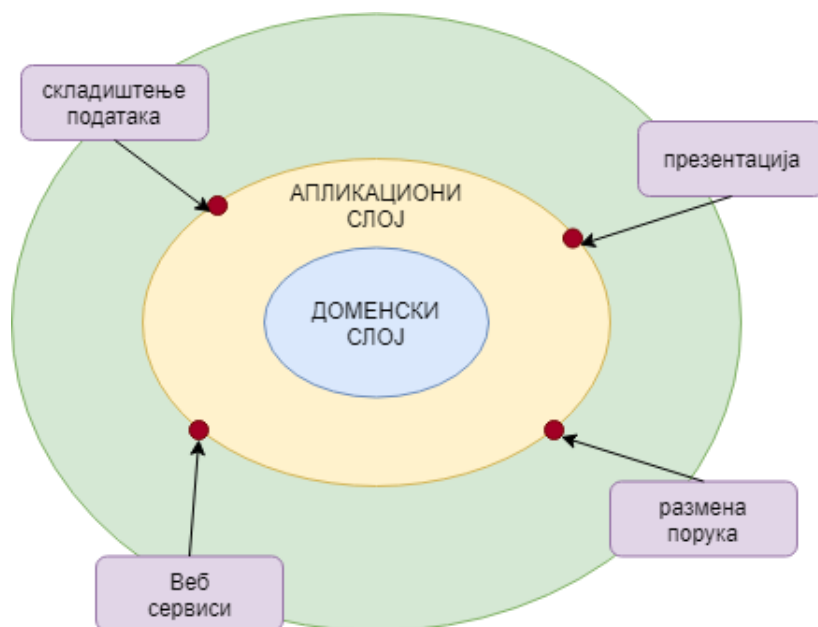 складиштење
података
презентација
АПЛИКАЦИОНИ
СЛОЈ
ДОМЕНСКИ
СЛОЈ
размена
порука
Веб
сервиси